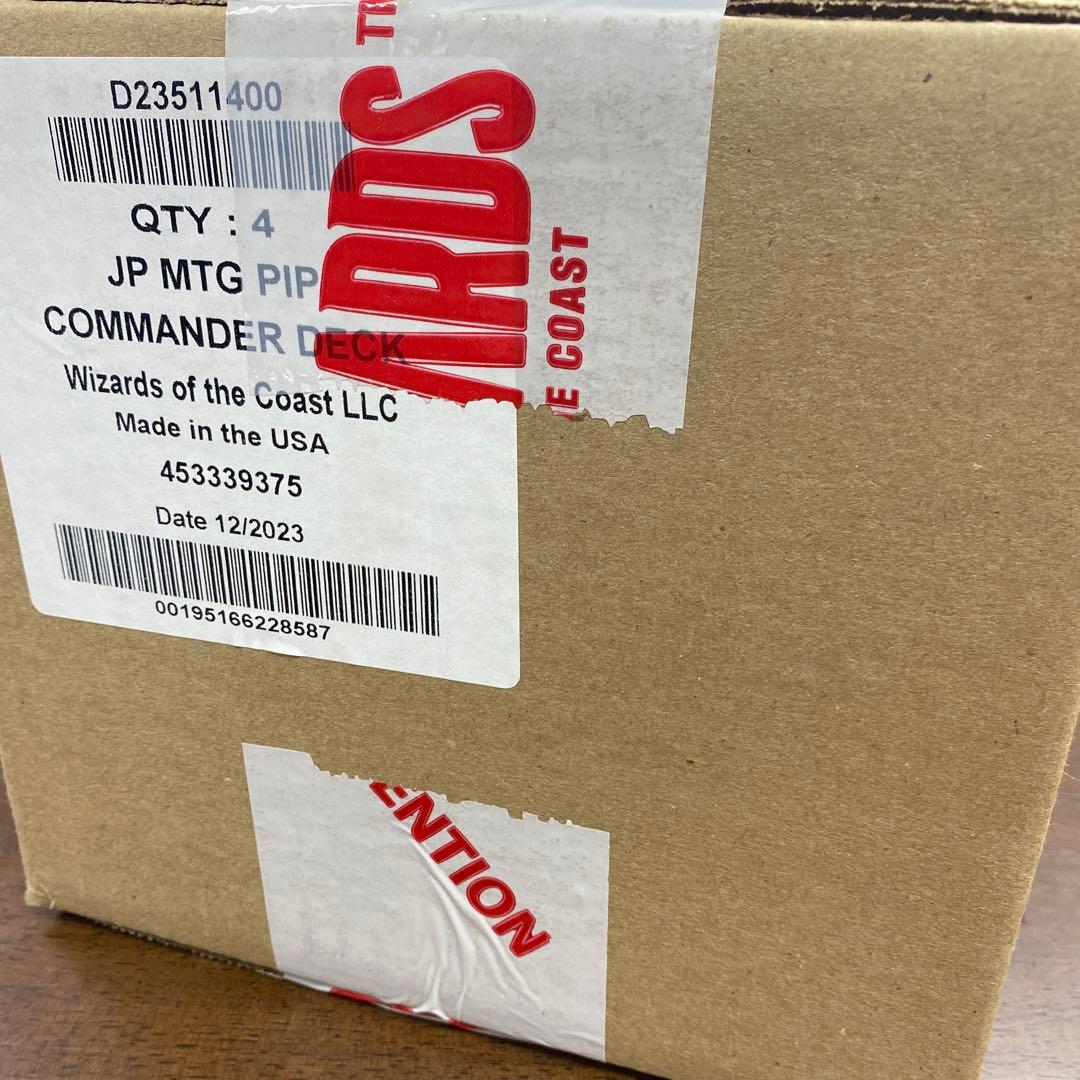 D23511400
QTY : 4
JP MTG PIP
COMMANDER DECK
Wizards of the Coast LLC
Made in the USA
453339375
Date 12/2023
00195166228587
ARDS
TH
E COAST
ENTION